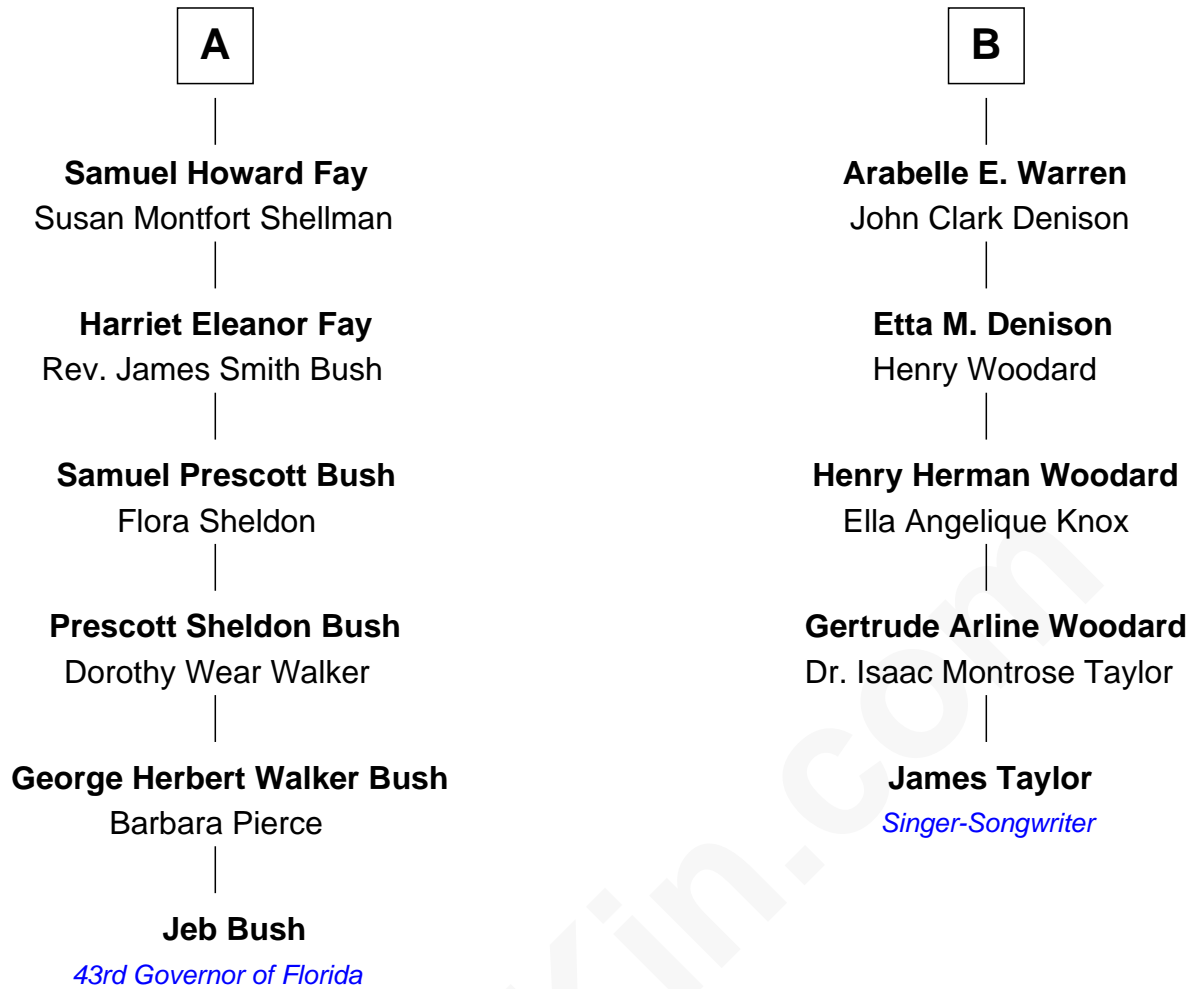 A
Samuel Howard Fay
Susan Montfort Shellman
Harriet Eleanor Fay
Rev. James Smith Bush
Samuel Prescott Bush
Flora Sheldon
Prescott Sheldon Bush
Dorothy Wear Walker
George Herbert Walker Bush
Barbara Pierce
Jeb Bush
43rd Governor of Florida
B
Arabelle E. Warren
John Clark Denison
Etta M. Denison
Henry Woodard
Henry Herman Woodard
Ella Angelique Knox
Gertrude Arline Woodard
Dr. Isaac Montrose Taylor
James Taylor
Singer-Songwriter